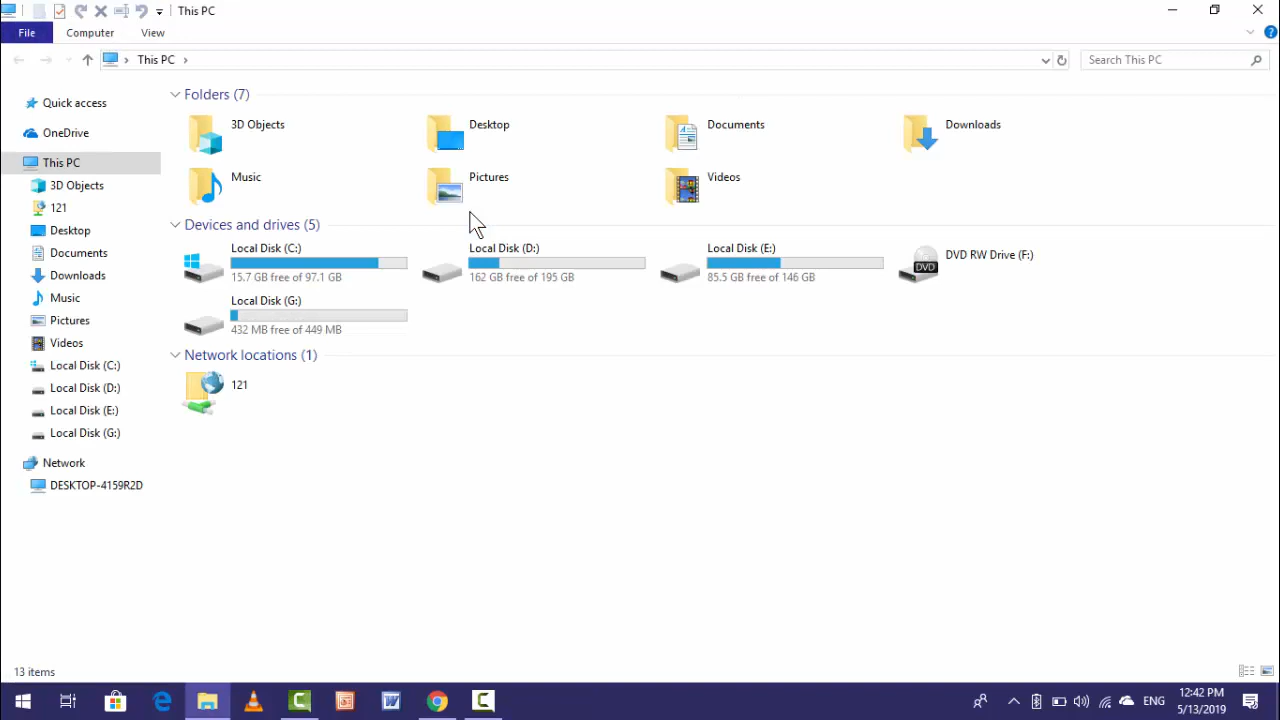 This PC
File Computer View
This PC
Search This PC
Quick access
OneDrive
This PC
3D Objects
121
Desktop
Documents
Downloads
Music
Pictures
Videos
Local Disk (C:)
Local Disk (D:)
Local Disk (E:)
Local Disk (G:)
Network
DESKTOP-4159R2D
Folders (7)
3D Objects
Desktop
Documents
Downloads
Music
Pictures
Videos
Devices and drives (5)
Local Disk (C:)
15.7 GB free of 97.1 GB
Local Disk (D:)
162 GB free of 195 GB
Local Disk (E:)
85.5 GB free of 146 GB
DVD RW Drive (F:)
DVD
Local Disk (G:)
432 MB free of 449 MB
Network locations (1)
121
13 items
ENG
12:42 PM
5/13/2019